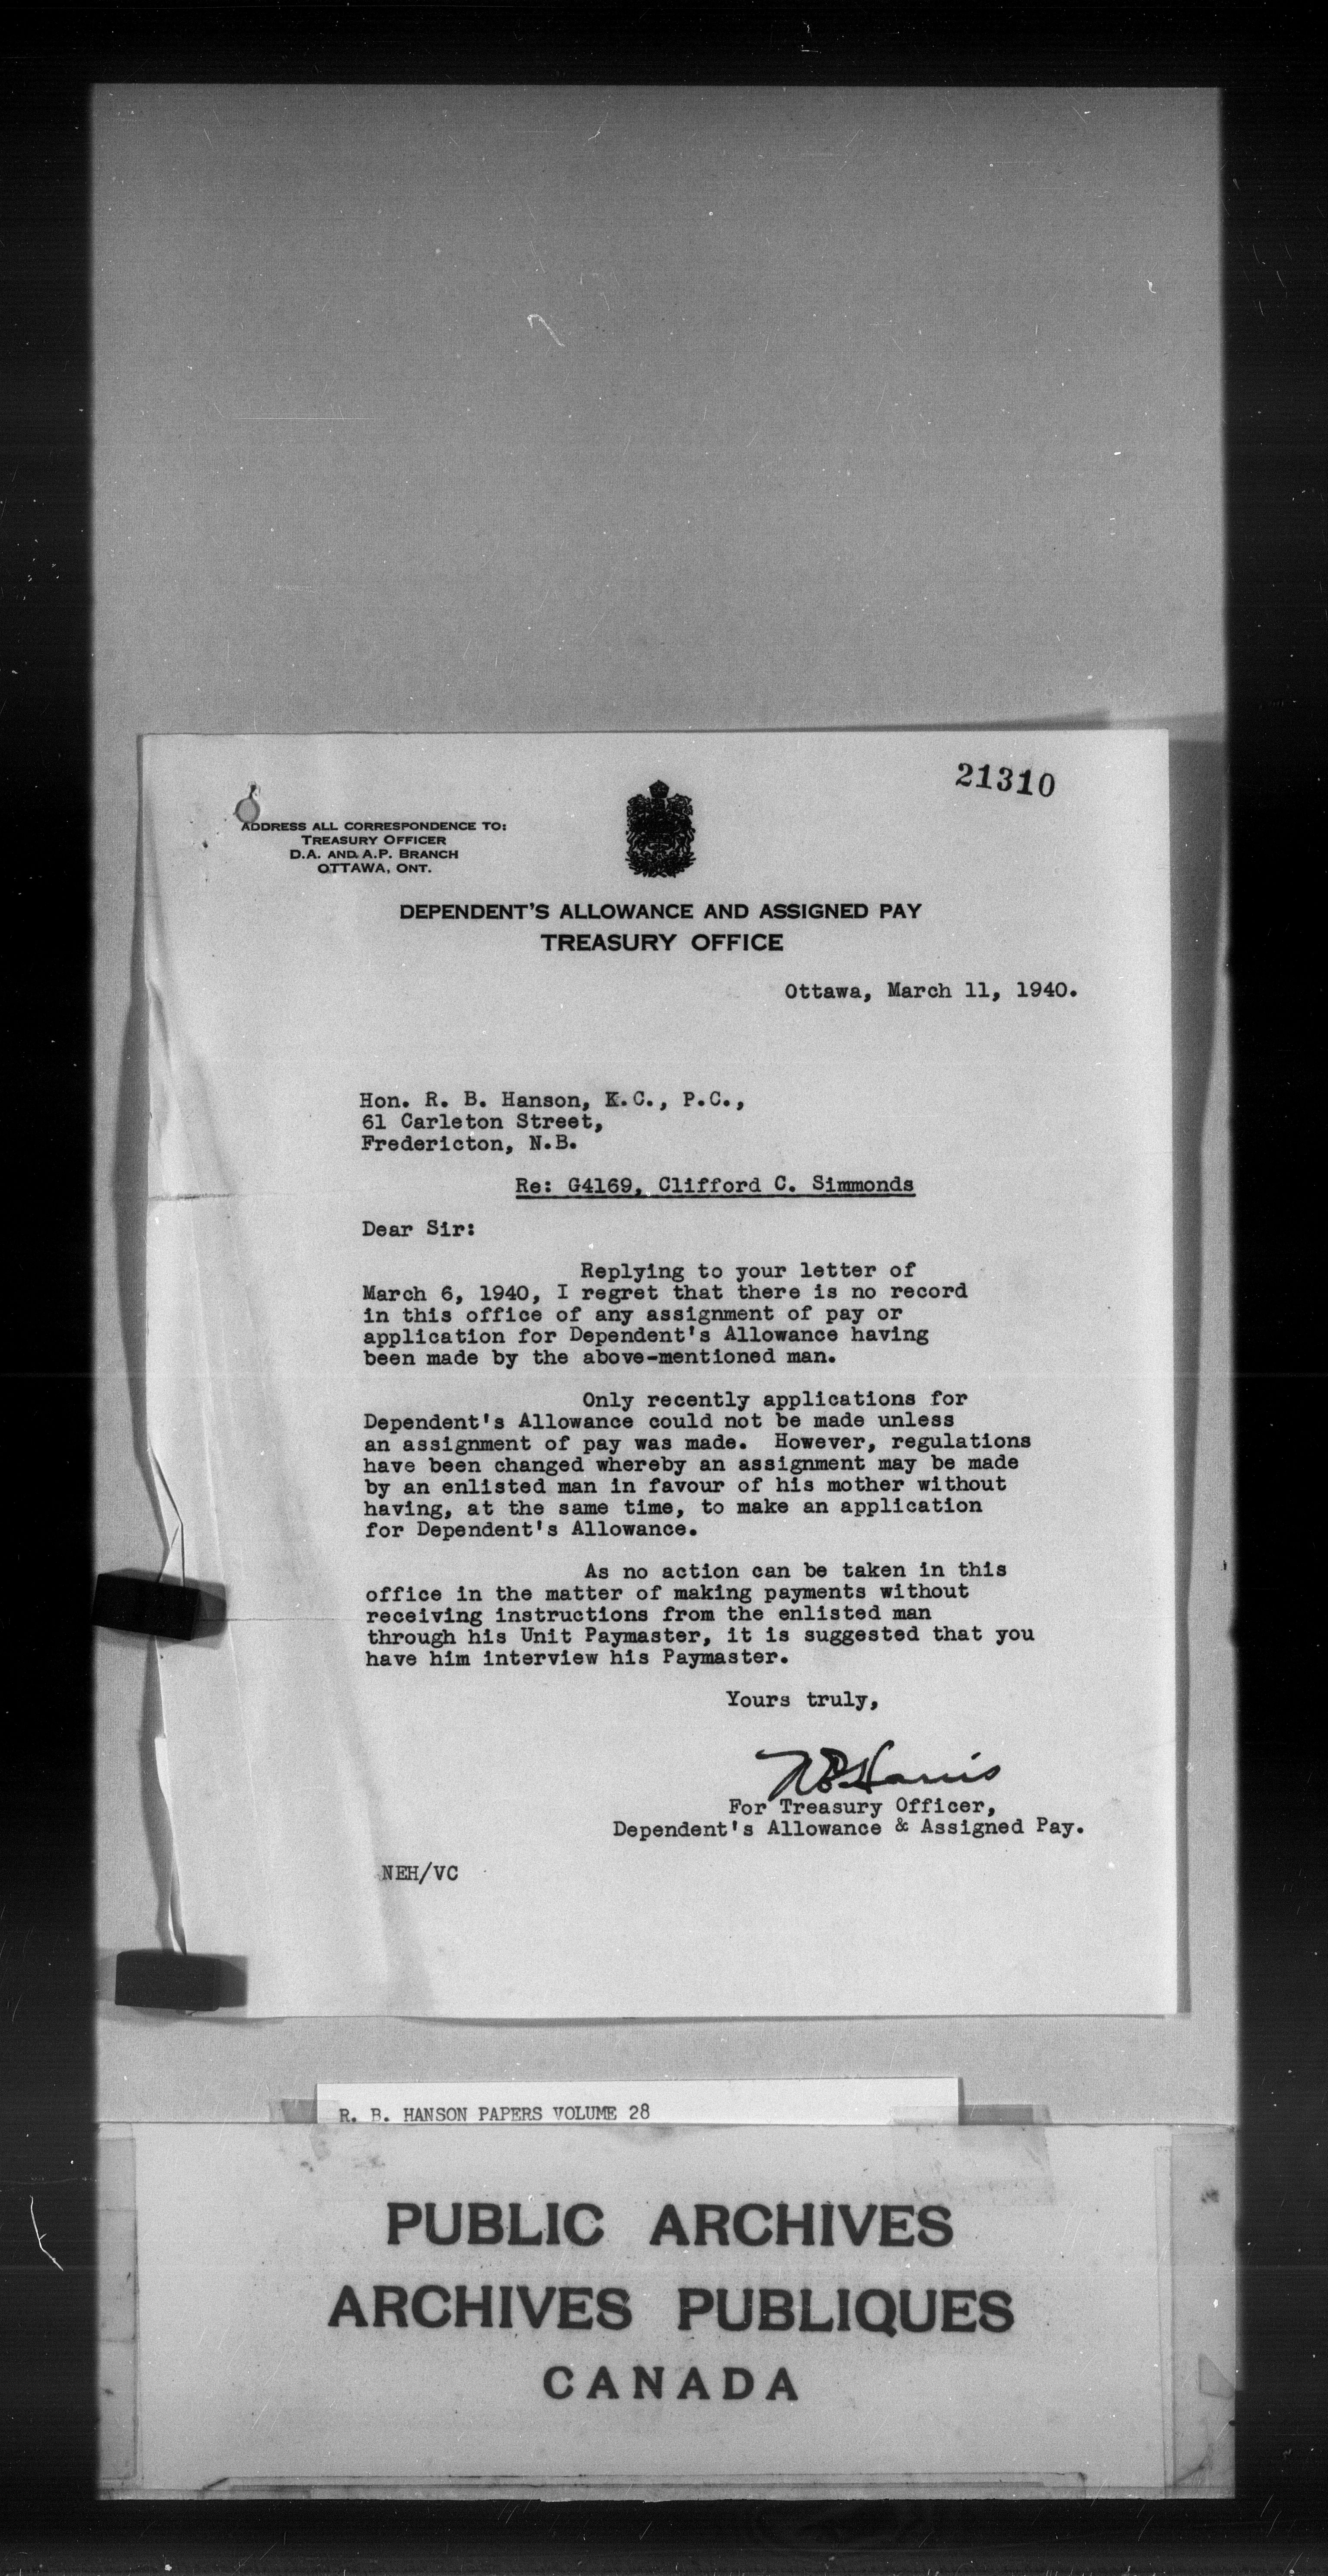 21310
ADDRESS ALL CORRESPONDENCE TO:
TREASURY OFFICER
D.A. AND A.P. BRANCH
OTTAWA, ONT.
DEPENDENT'S ALLOWANCE AND ASSIGNED PAY
TREASURY OFFICE
Ottawa, March 11, 1940.
Hon. R. B. Hanson, K.C., P.C.,
61 Carleton Street,
Fredericton, N.B.
Re: G4169, Clifford C. Simmonds
Dear Sir:
Replying to your letter of
March 6, 1940, I regret that there is no record
in this office of any assignment of pay or
application for Dependent's Allowance having
been made by the above-mentioned man.
Only recently applications for
Dependent's Allowance could not be made unless
an assignment of pay was made. However, regulations
have been changed whereby an assignment may be made
by an enlisted man in favour of his mother without
having, at the same time, to make an application
for Dependent's Allowance.
As no action can be taken in this
office in the matter of making payments without
receiving instructions from the enlisted man
through his Unit Paymaster, it is suggested that you
have him interview his Paymaster.
Yours truly,
Harris
For Treasury Officer,
Dependent's Allowance & Assigned Pay.
NEH/VC
R. B. HANSON PAPERS VOLUME 28
PUBLIC ARCHIVES
ARCHIVES PUBLIQUES
CANADA